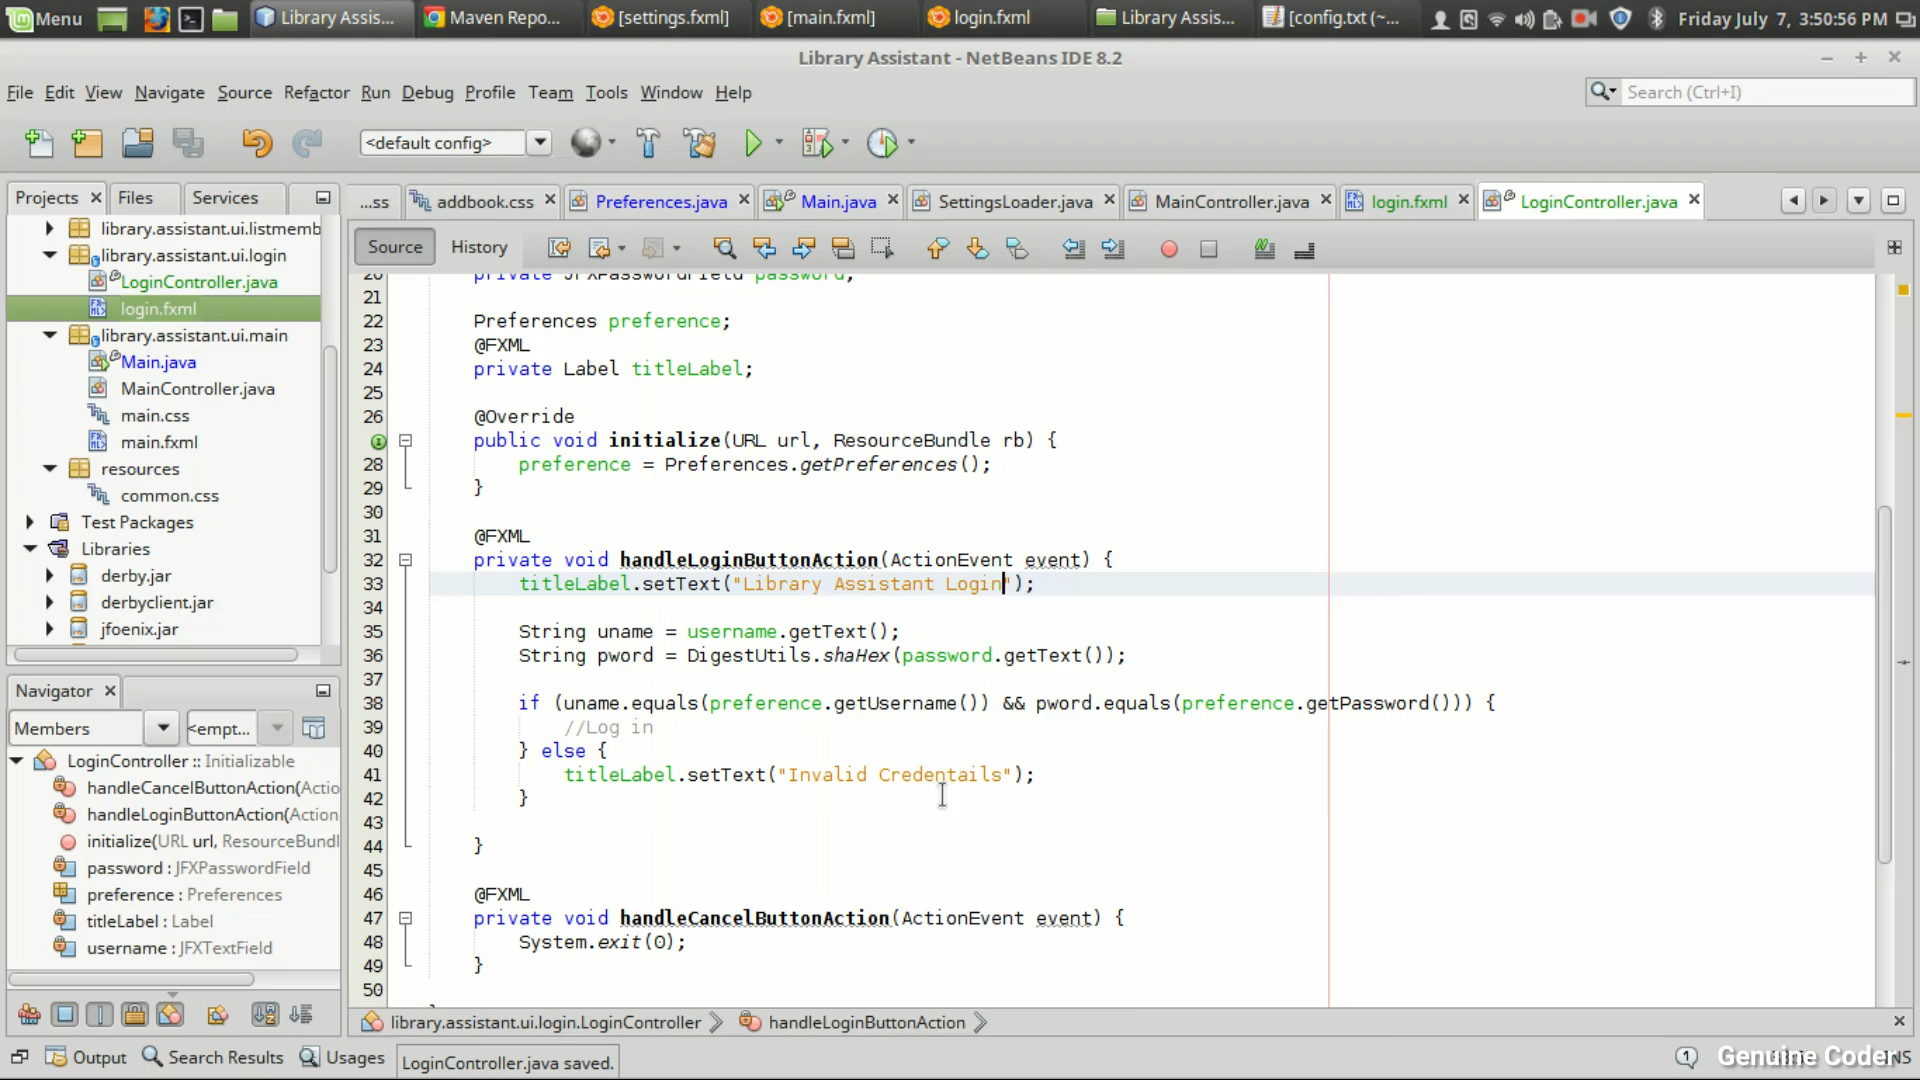 Menu Library Assis... Maven Repo... [settings.fxml] [main.fxml] login.fxml Library Assis... [config.txt (~... Friday July 7, 3:50:56 PM
Library Assistant - NetBeans IDE 8.2
File Edit View Navigate Source Refactor Run Debug Profile Team Tools Window Help Search (Ctrl+I)
<default config>
Projects Files Services
...ss addbook.css Preferences.java Main.java SettingsLoader.java MainController.java login.fxml LoginController.java
Source History
library.assistant.ui.listmemb
library.assistant.ui.login
LoginController.java
login.fxml
library.assistant.ui.main
Main.java
MainController.java
main.css
main.fxml
resources
common.css
Test Packages
Libraries
derby.jar
derbyclient.jar
jfoenix.jar
Navigator
Members <empt...
LoginController :: Initializable
handleCancelButtonAction(Actio
handleLoginButtonAction(Action
initialize(URL url, ResourceBundl
password : JFXPasswordField
preference : Preferences
titleLabel : Label
username : JFXTextField
20 private JFXPasswordField password;
21
22 Preferences preference;
23 @FXML
24 private Label titleLabel;
25
26 @Override
public void initialize(URL url, ResourceBundle rb) {
28 preference = Preferences.getPreferences();
29 }
30
31 @FXML
32 private void handleLoginButtonAction(ActionEvent event) {
33 titleLabel.setText("Library Assistant Login");
34
35 String uname = username.getText();
36 String pword = DigestUtils.shaHex(password.getText());
37
38 if (uname.equals(preference.getUsername()) && pword.equals(preference.getPassword())) {
39 //Log in
40 } else {
41 titleLabel.setText("Invalid Credentails");
42 }
43
44 }
45
46 @FXML
47 private void handleCancelButtonAction(ActionEvent event) {
48 System.exit(0);
49 }
50
library.assistant.ui.login.LoginController handleLoginButtonAction
Output Search Results Usages LoginController.java saved. 1 Genuine Coder